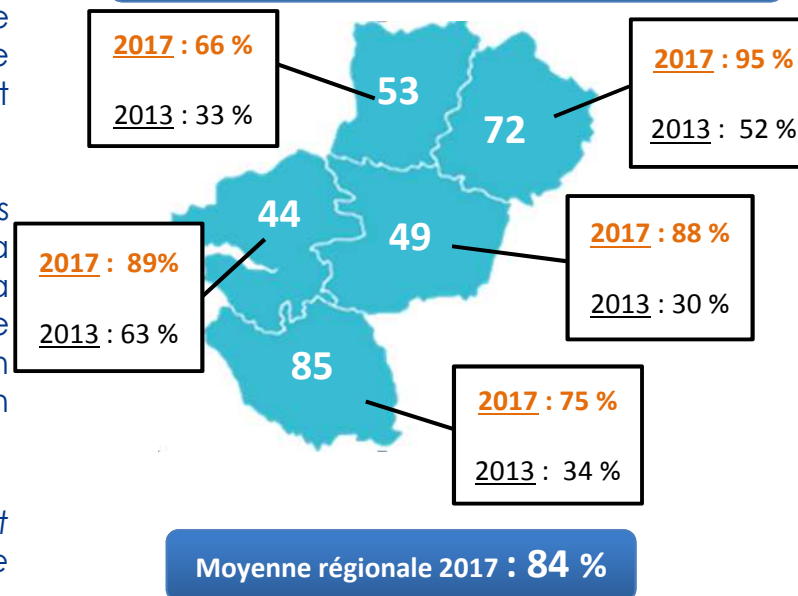 e
e
t
s
a
a
e
n
n
t
e
2017 : 66 %
2013 : 33 %
53
72
2017 : 95 %
2013 : 52 %
44
49
2017 : 89%
2013 : 63 %
2017 : 88 %
2013 : 30 %
85
2017 : 75 %
2013 : 34 %
Moyenne régionale 2017 : 84 %